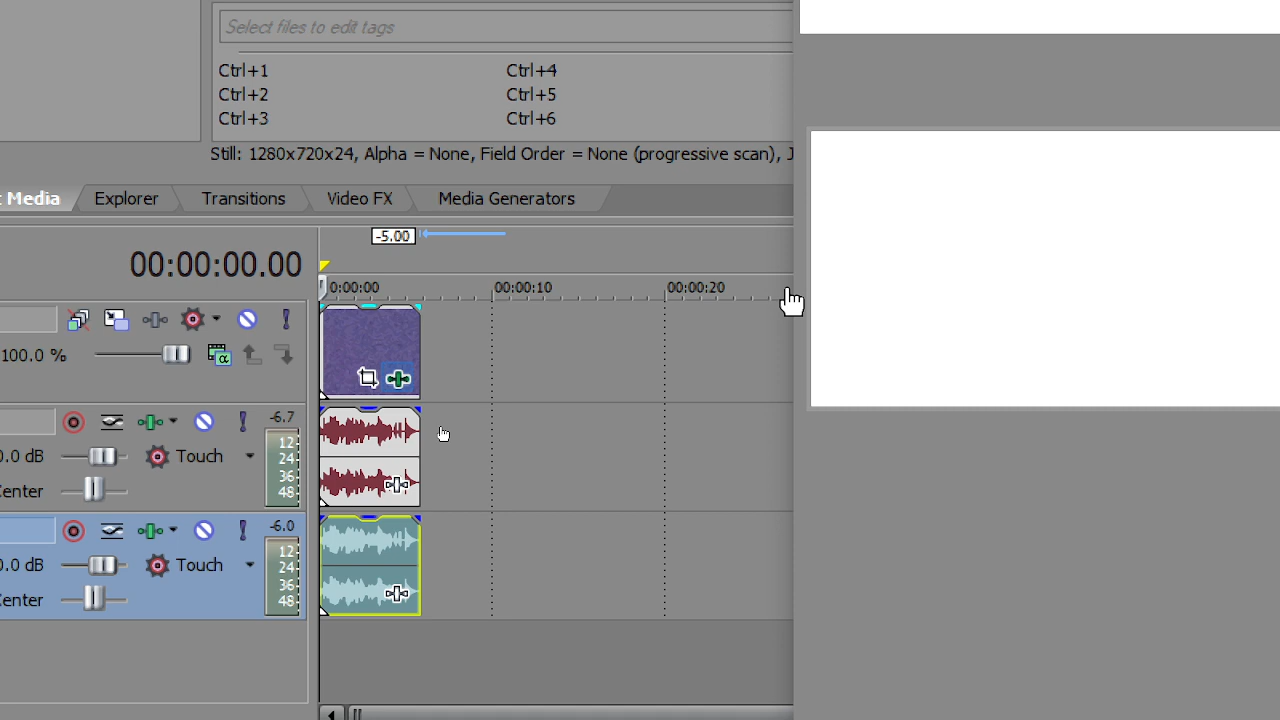 Select files to edit tags
Ctrl+1 Ctrl+4
Ctrl+2 Ctrl+5
Ctrl+3 Ctrl+6
Still: 1280x720x24, Alpha = None, Field Order = None (progressive scan), J
Media Explorer Transitions Video FX Media Generators
-5.00
00:00:00.00
0:00:00 00:00:10 00:00:20
100.0 %
-6.7
12
24
36
48
0.0 dB Touch
Center
-6.0
12
24
36
48
0.0 dB Touch
Center